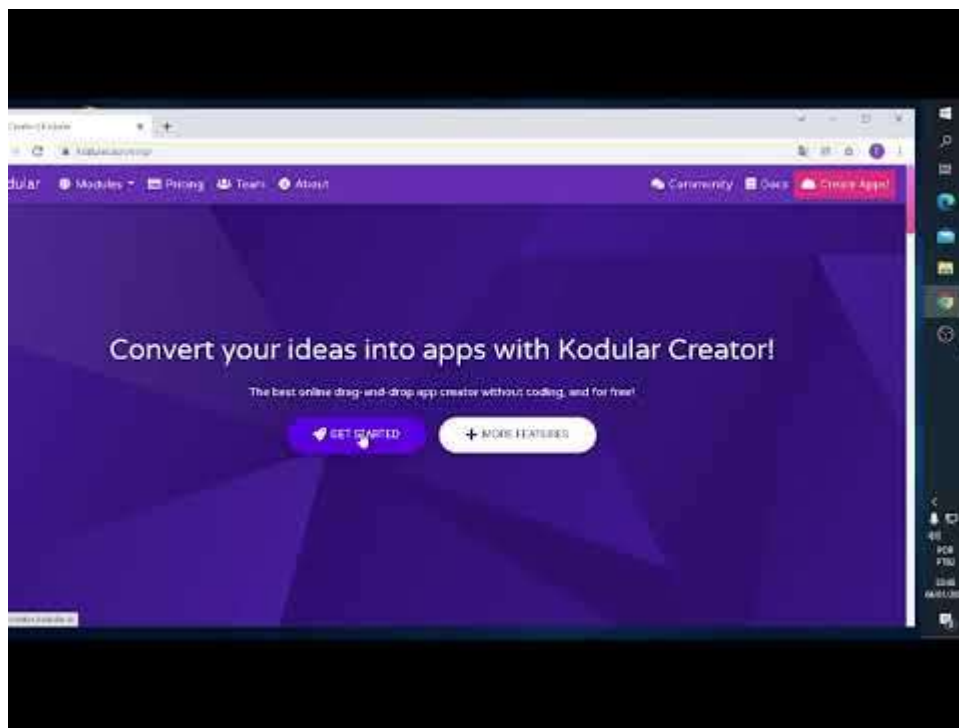 dular Modules Pricing Team About Community Docs Create Apps!
Convert your ideas into apps with Kodular Creator!
The best online drag-and-drop app creator without coding, and for free!
GET STARTED
+ MORE FEATURES
POR